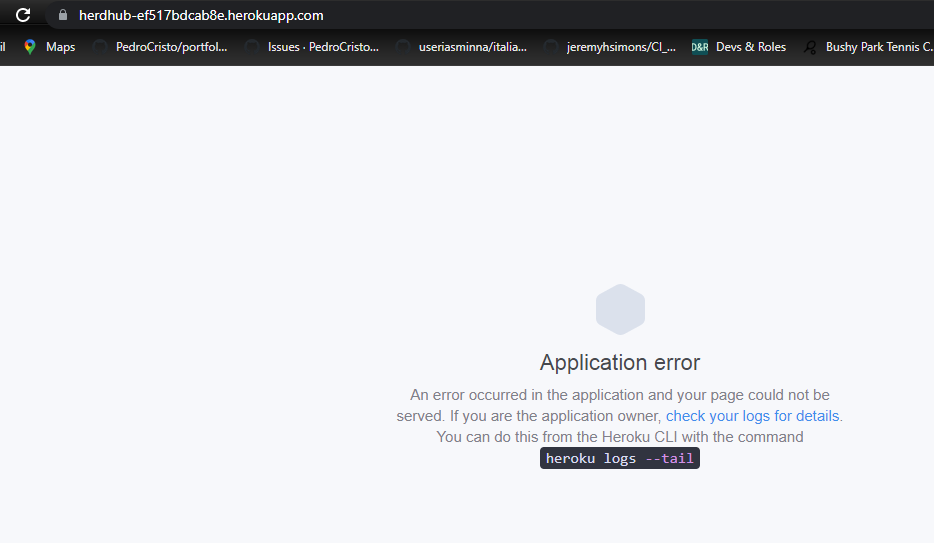 herdhub-ef517bdcab8e.herokuapp.com
il Maps PedroCristo/portfol... Issues · PedroCristo... useriasminna/italia... jeremyhsimons/CI_... D&R Devs & Roles Bushy Park Tennis C...
Application error
An error occurred in the application and your page could not be
served. If you are the application owner, check your logs for details.
You can do this from the Heroku CLI with the command
heroku logs --tail